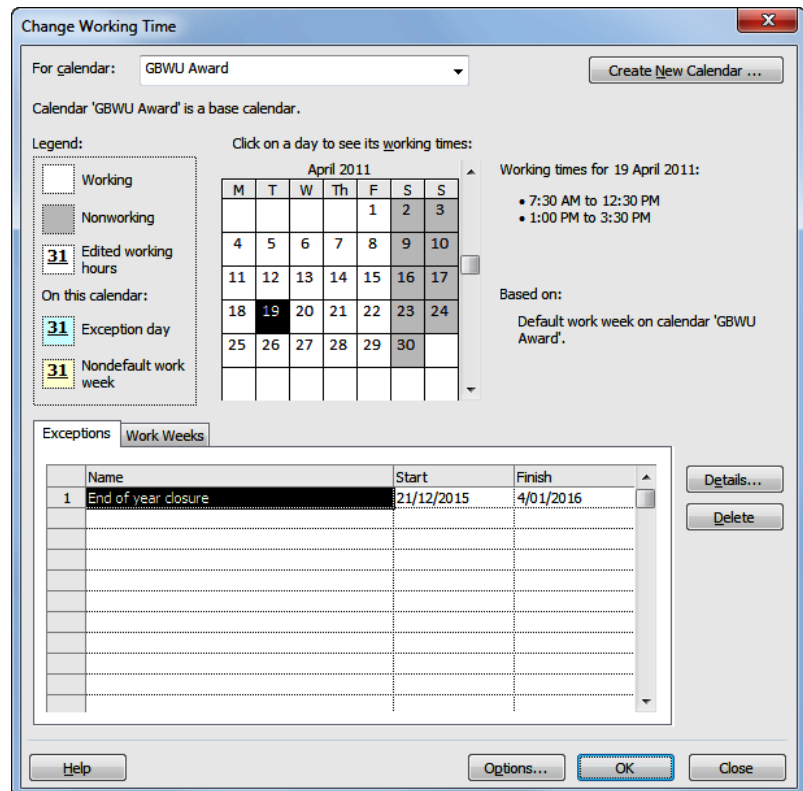 Change Working Time
For calendar: GBWU Award
Create New Calendar ...
Calendar 'GBWU Award' is a base calendar.
Legend:
Working
Nonworking
31 Edited working
hours
On this calendar:
31 Exception day
31 Nondefault work
week
Click on a day to see its working times:
April 2011
M T W Th F S S
1 2 3
4 5 6 7 8 9 10
11 12 13 14 15 16 17
18 19 20 21 22 23 24
25 26 27 28 29 30
Working times for 19 April 2011:
• 7:30 AM to 12:30 PM
• 1:00 PM to 3:30 PM
Based on:
Default work week on calendar 'GBWU
Award'.
Exceptions Work Weeks
Name Start Finish
1 End of year closure 21/12/2015 4/01/2016
Details...
Delete
Help Options... OK Close